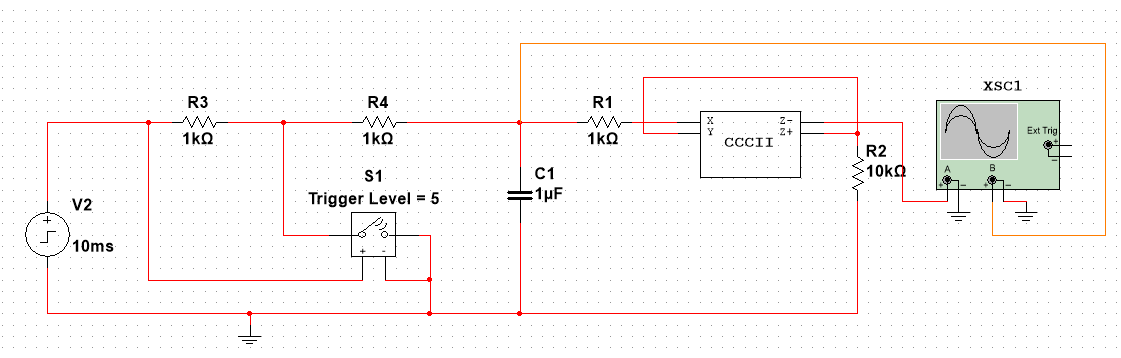 V2
10ms
R3
1kΩ
R4
1kΩ
S1
Trigger Level = 5
+ -
C1
1µF
R1
1kΩ
X
Y
CCCII
Z-
Z+
R2
10kΩ
XSC1
Ext Trig
+
-
A
B
+ - + -